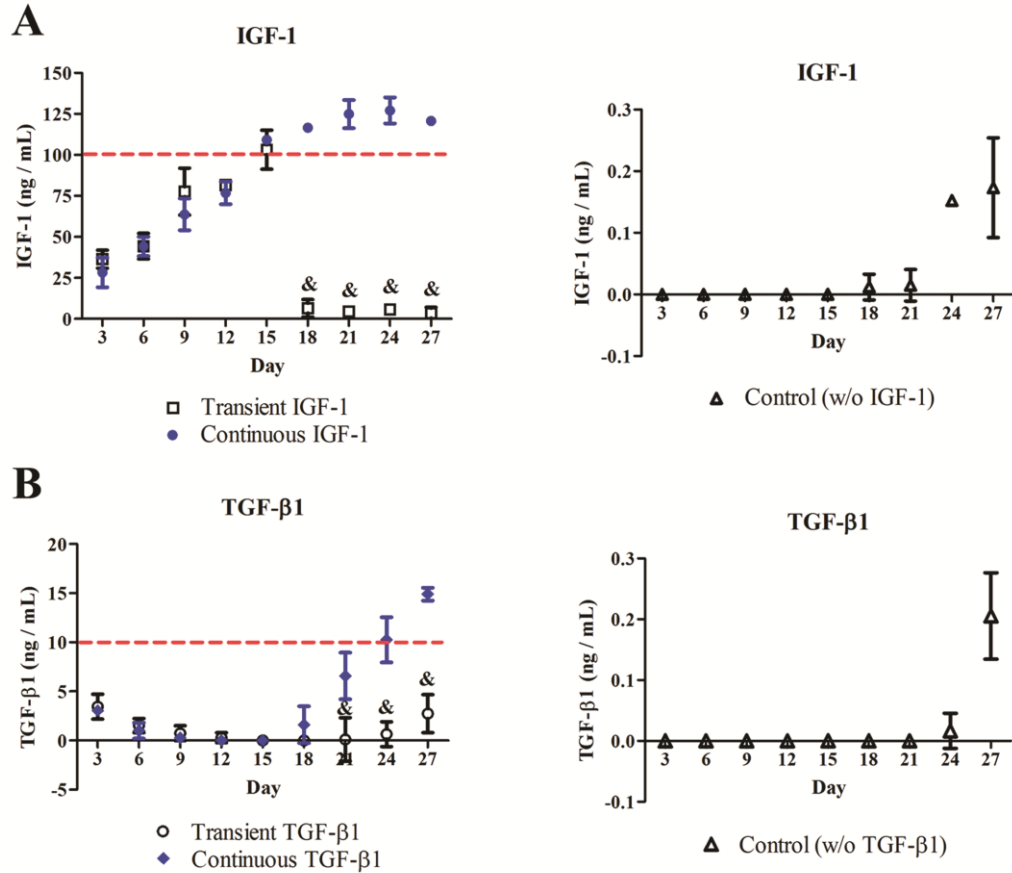 A
IGF-1
IGF-1 (ng / mL)
150
125
100
75
50
25
0
& & & &
3 6 9 12 15 18 21 24 27
Day
Transient IGF-1
Continuous IGF-1
IGF-1
IGF-1 (ng / mL)
0.3
0.2
0.1
0.0
-0.1
3 6 9 12 15 18 21 24 27
Day
Control (w/o IGF-1)
B
TGF-β1
TGF-β1 (ng / mL)
20
15
10
5
0
-5
& & &
3 6 9 12 15 18 21 24 27
Day
Transient TGF-β1
Continuous TGF-β1
TGF-β1
TGF-β1 (ng / mL)
0.3
0.2
0.1
0.0
-0.1
3 6 9 12 15 18 21 24 27
Day
Control (w/o TGF-β1)